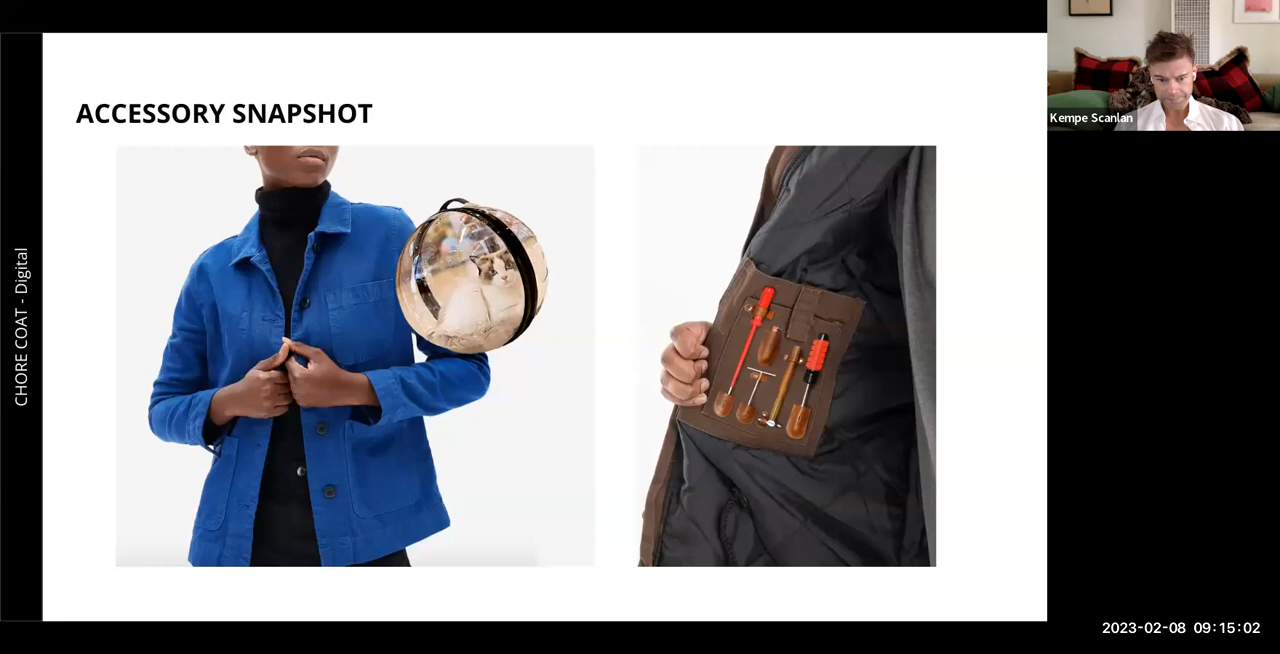 ACCESSORY SNAPSHOT
CHORE COAT - Digital
Kempe Scanlan
2023-02-08 09:15:02